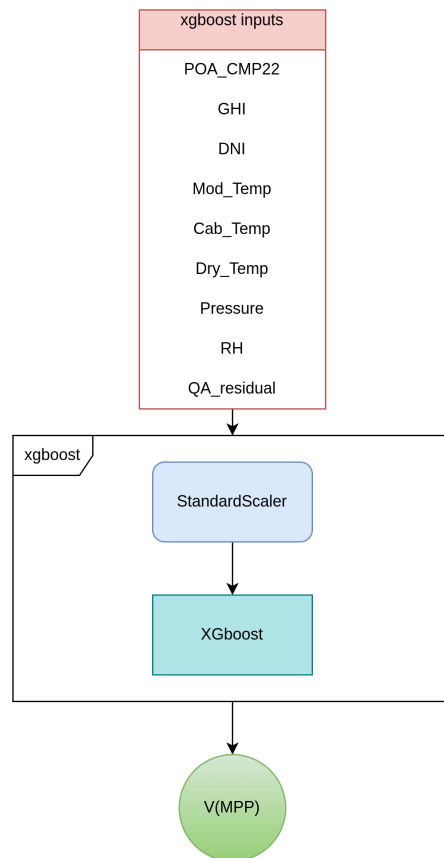 xgboost inputs
POA_CMP22
GHI
DNI
Mod_Temp
Cab_Temp
Dry_Temp
Pressure
RH
QA_residual
xgboost
StandardScaler
XGboost
V(MPP)